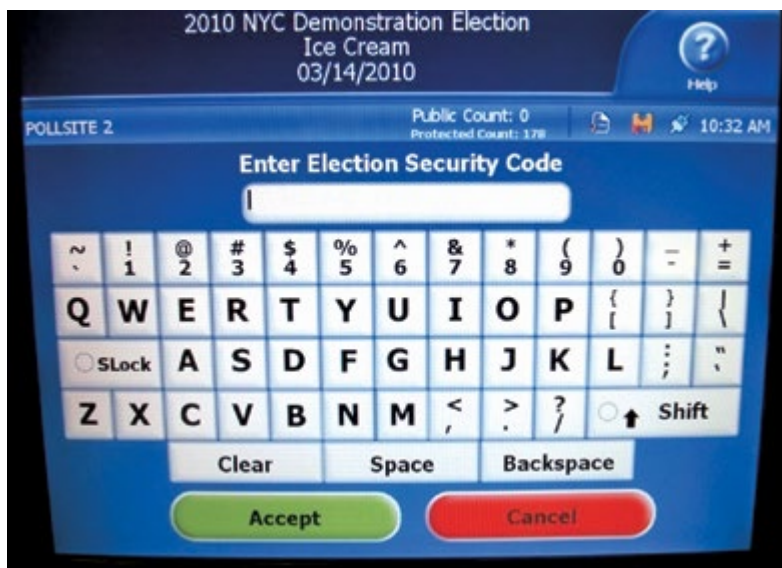 2010 NYC Demonstration Election
Ice Cream
03/14/2010
Help
POLLSITE 2
Public Count: 0
Protected Count: 178
10:32 AM
Enter Election Security Code
~ ! @ # $ % ^ & * ( ) _ +
` 1 2 3 4 5 6 7 8 9 0 - =
Q W E R T Y U I O P { } |
[ ] \
SLock A S D F G H J K L : "
; '
Z X C V B N M < > ? Shift
, . /
Clear Space Backspace
Accept Cancel